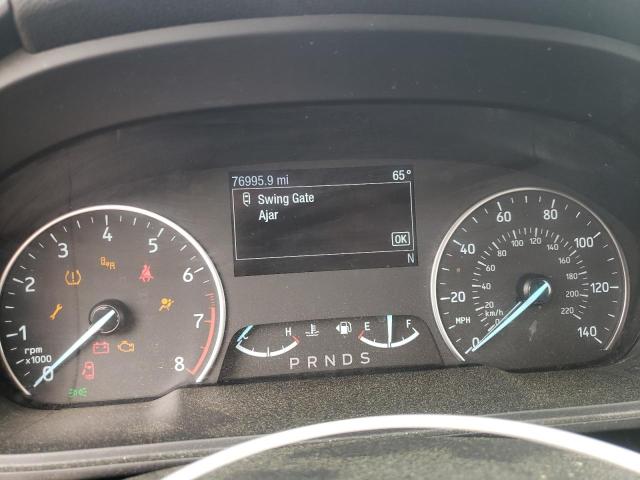 76995.9 mi 65°
Swing Gate
Ajar
OK
N
0 1 2 3 4 5 6 7 8
rpm
x1000
C H
E F
P R N D S
0 20 40 60 80 100 120 140
MPH
0 20 40 60 80 100 120 140 160 180 200 220
km/h